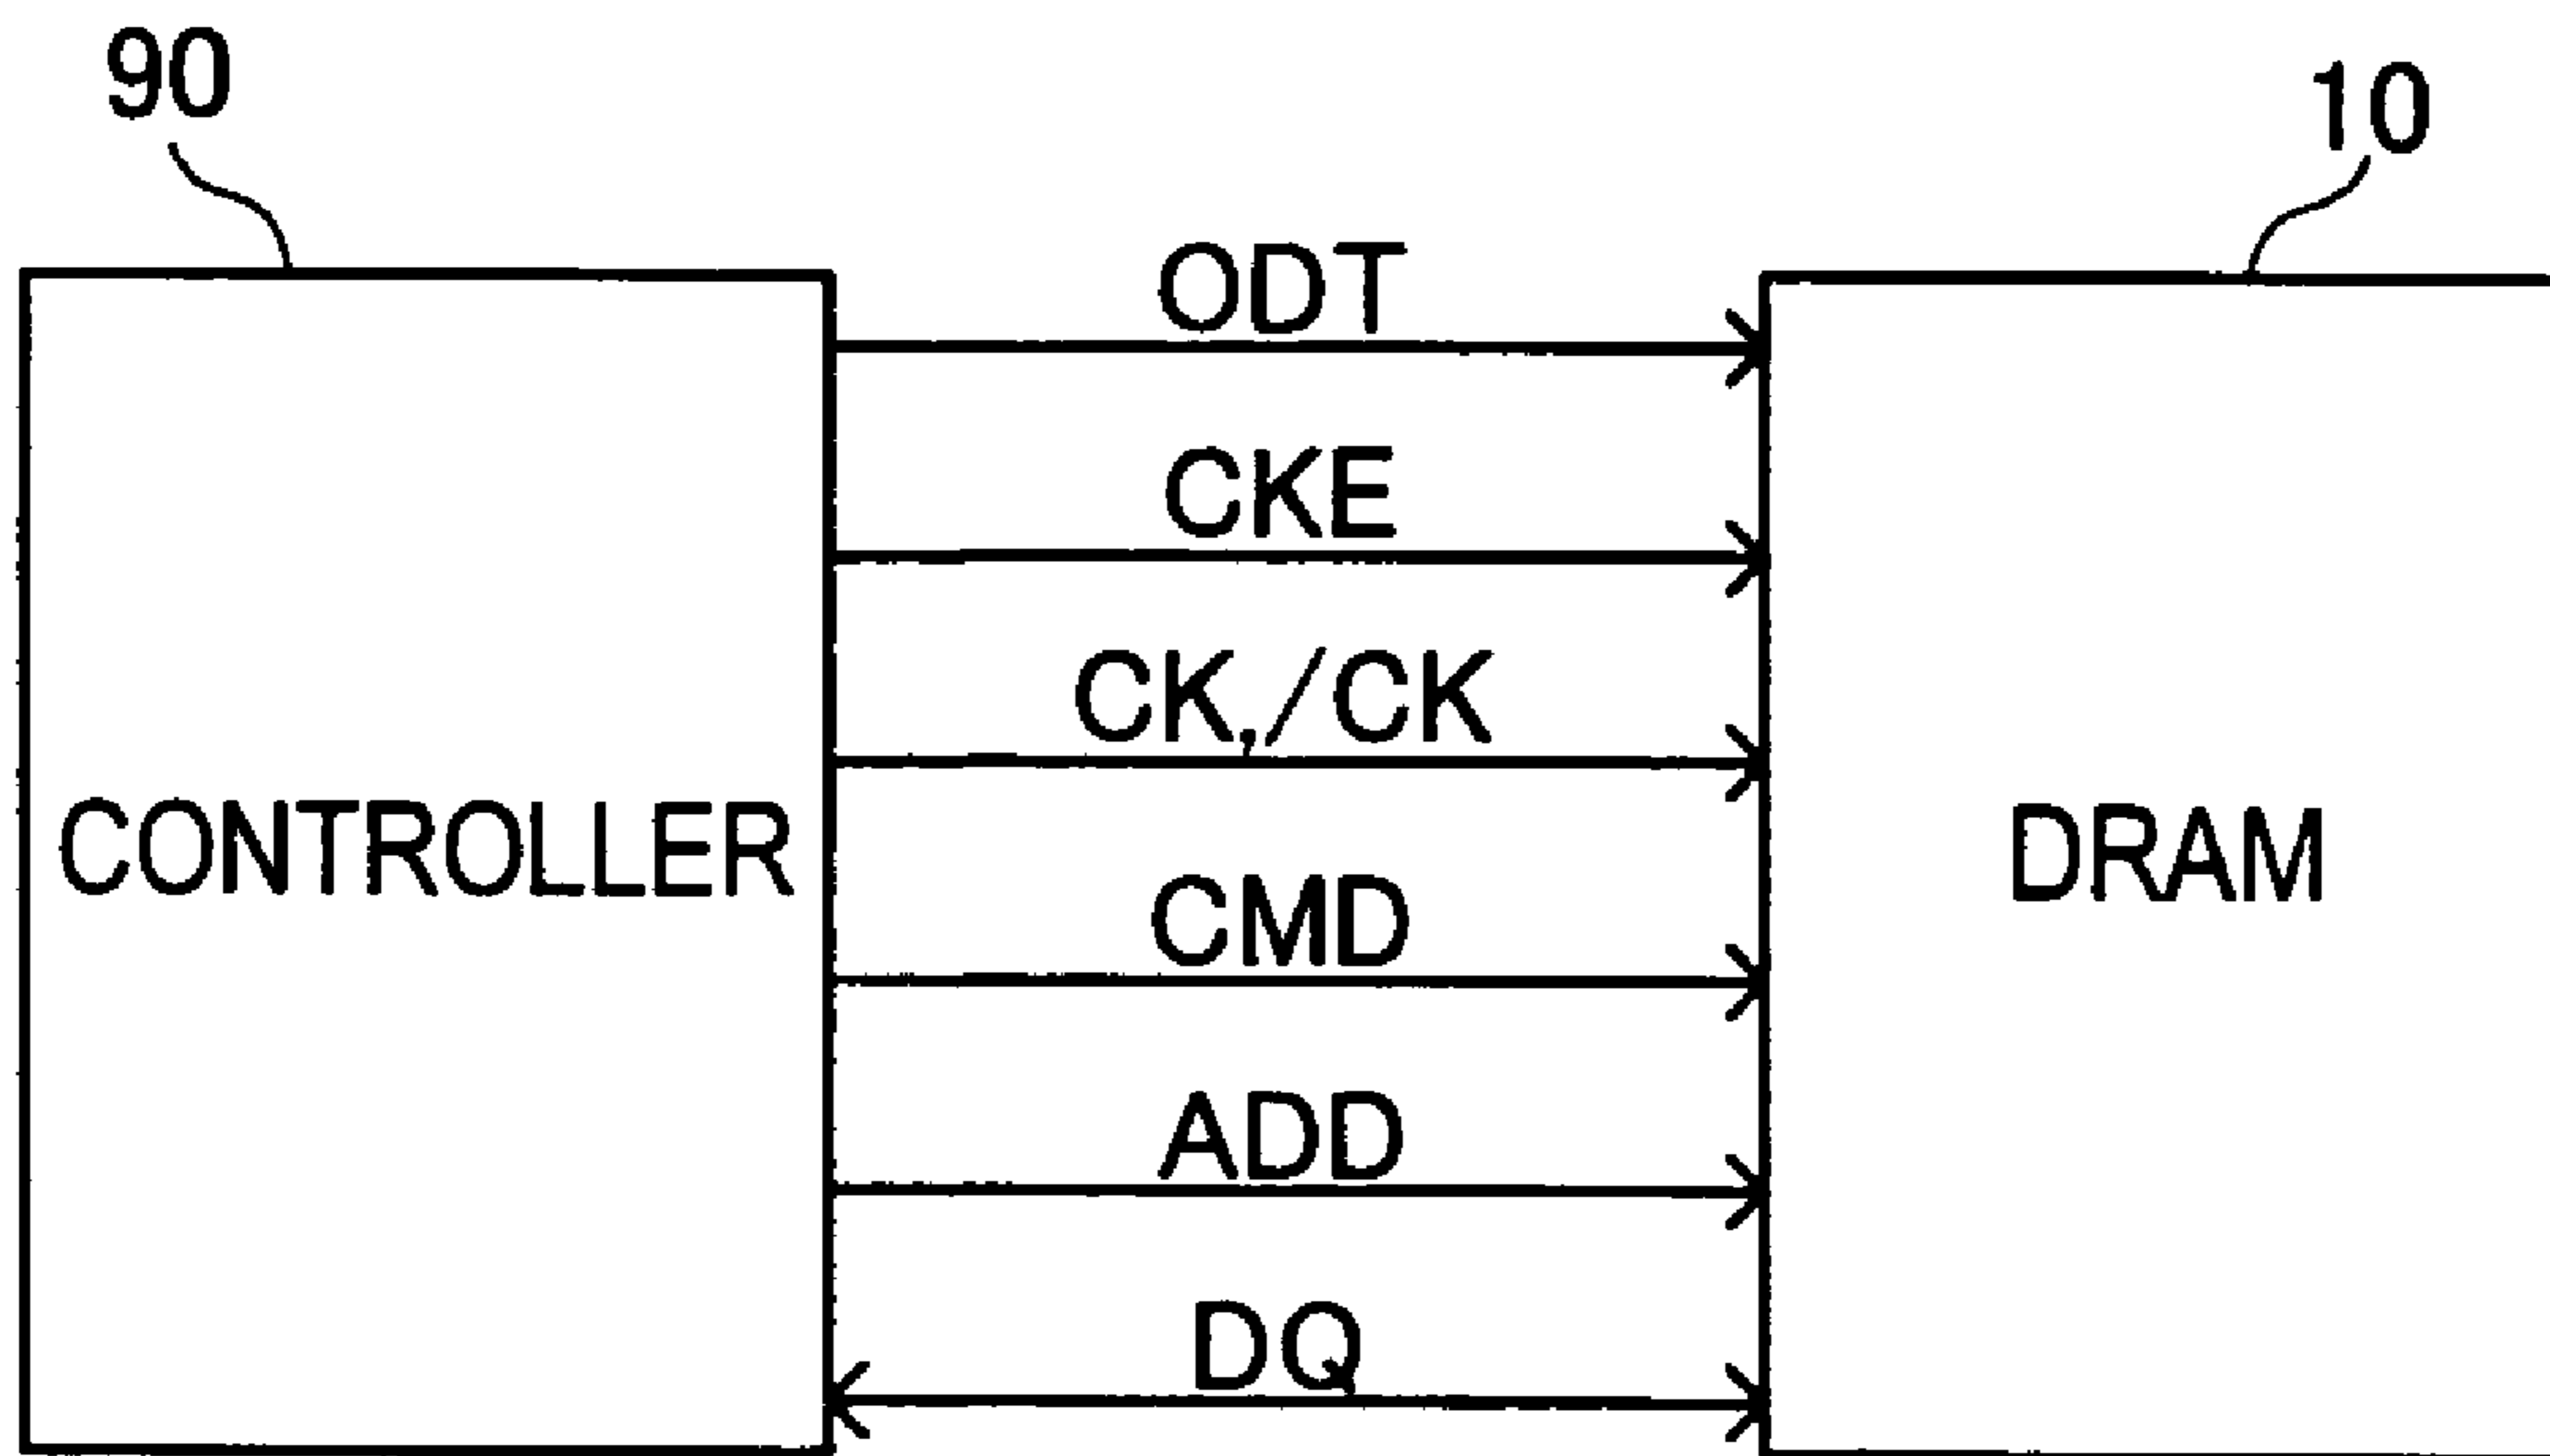 90
10
ODT
CKE
CK,/CK
CONTROLLER
DRAM
CMD
ADD
DQ